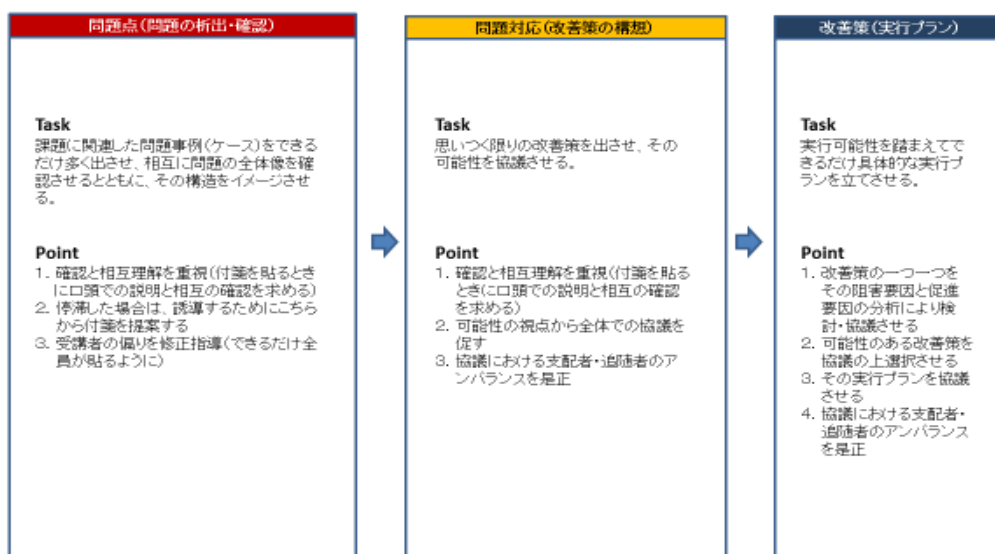 問題点(問題の析出・確認)
Task
課題に関連した問題事例(ケース)をできる
だけ多く出させ、相互に問題の全体像を確
認させるとともに、その構造をイメージさせ
る。
Point
1. 確認と相互理解を重視(付箋を貼るとき
に口頭での説明と相互の確認を求める)
2. 停滞した場合は、誘導するためにこちら
から付箋を提案する
3. 受講者の偏りを修正指導(できるだけ全
員が貼るように)
問題対応(改善策の構想)
Task
思いつく限りの改善策を出させ、その
可能性を協議させる。
Point
1. 確認と相互理解を重視(付箋を貼る
ときに口頭での説明と相互の確認
を求める)
2. 可能性の視点から全体での協議を
促す
3. 協議における支配者・追随者のア
ンバランスを是正
改善策(実行プラン)
Task
実行可能性を踏まえてで
きるだけ具体的な実行プ
ランを立てさせる。
Point
1. 改善策の一つ一つを
その阻害要因と促進
要因の分析により検
討・協議させる
2. 可能性のある改善策を
協議の上選択させる
3. その実行プランを協議
させる
4. 協議における支配者・
追随者のアンバランス
を是正